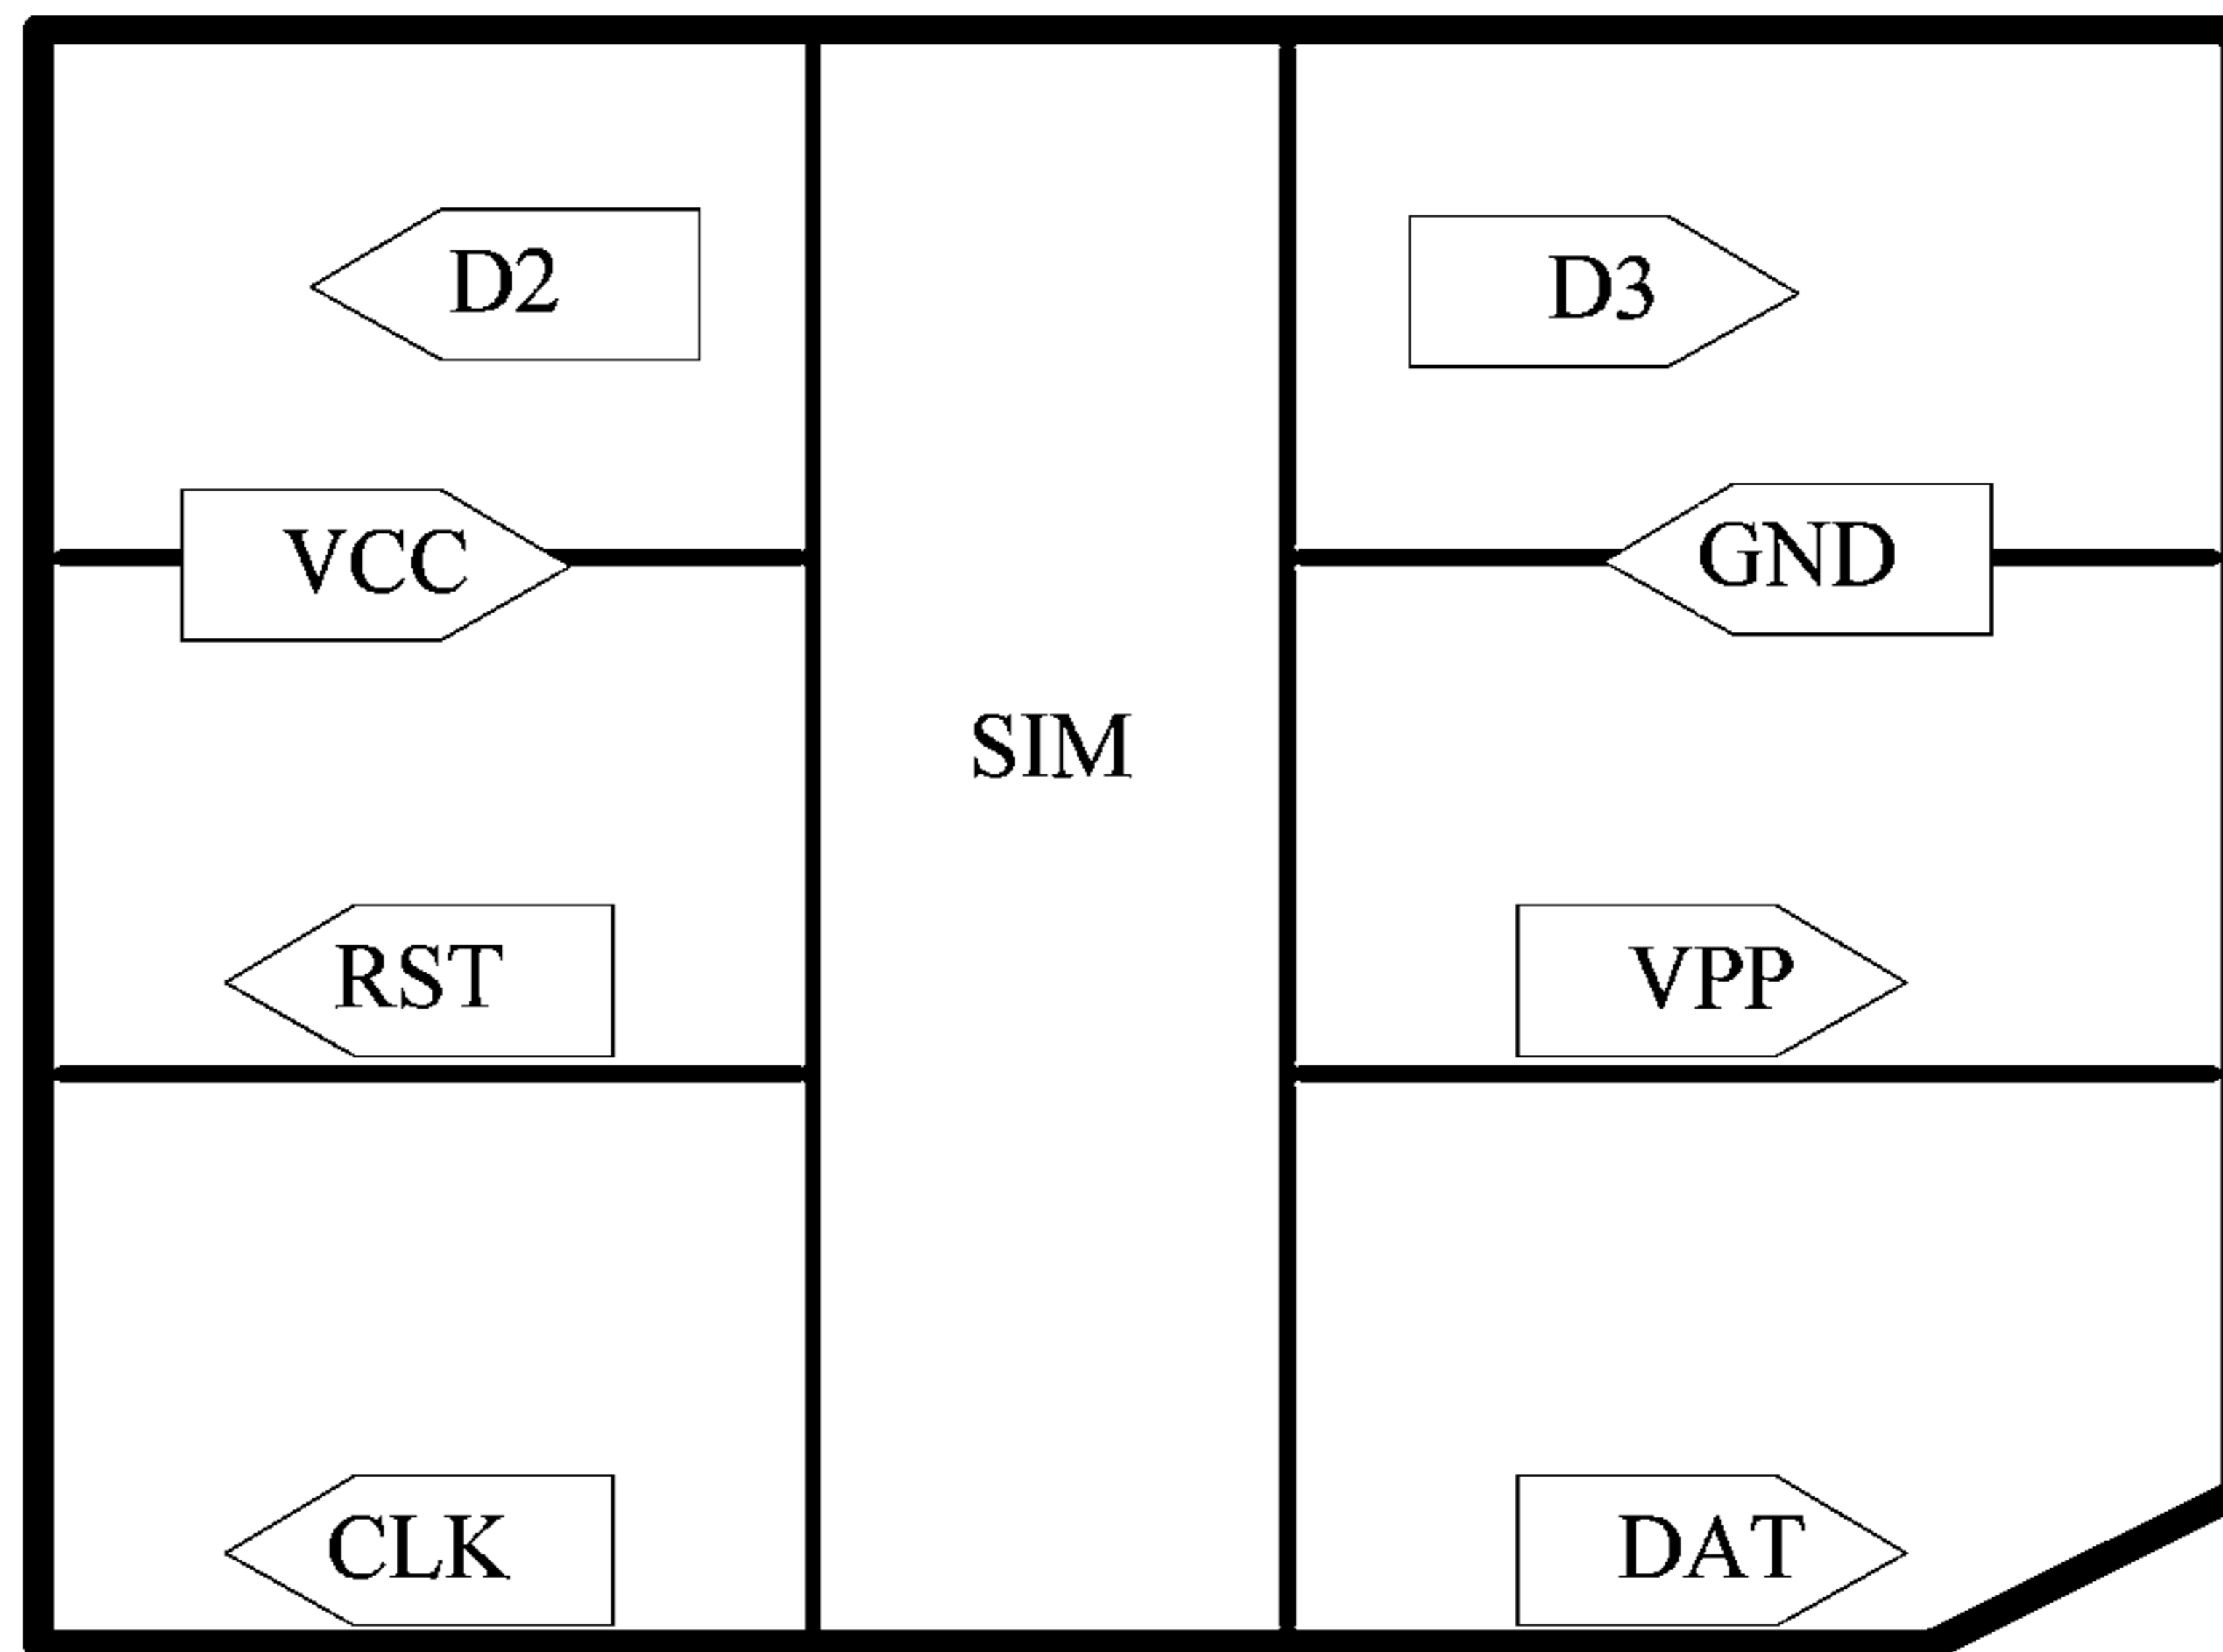 D2
D3
VCC
GND
SIM
RST
VPP
CLK
DAT